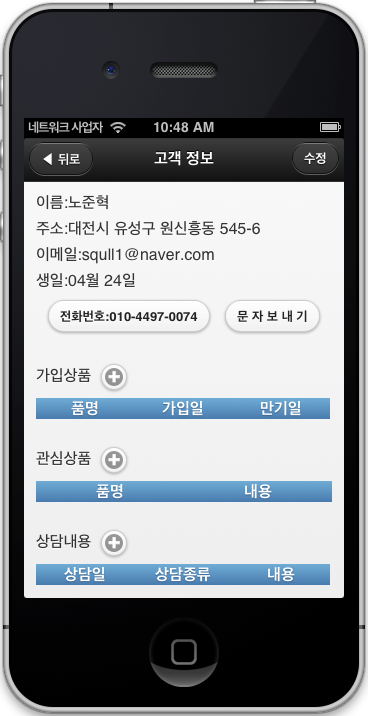 네트워크 사업자 10:48 AM
뒤로 고객 정보 수정
이름:노준혁
주소:대전시 유성구 원신흥동 545-6
이메일:squll1@naver.com
생일:04월 24일
전화번호:010-4497-0074 문 자 보 내 기
가입상품
품명 가입일 만기일
관심상품
품명 내용
상담내용
상담일 상담종류 내용